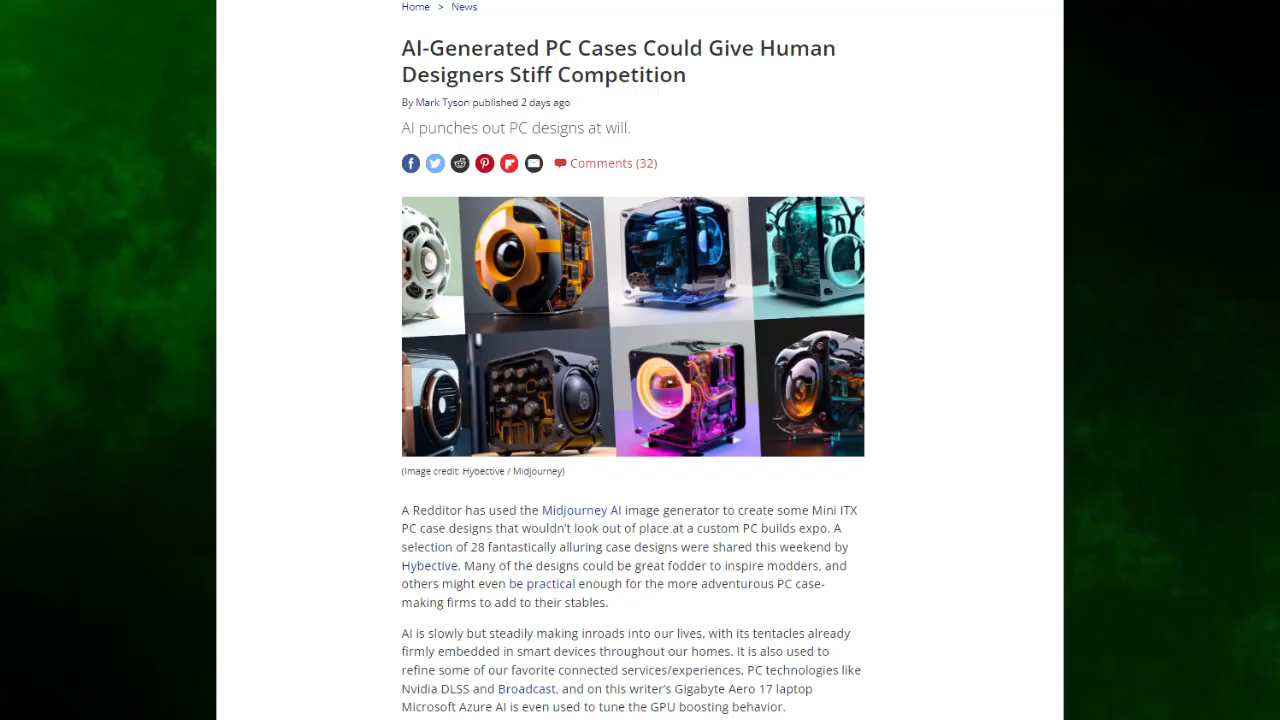 Home > News
AI-Generated PC Cases Could Give Human
Designers Stiff Competition
By Mark Tyson published 2 days ago
AI punches out PC designs at will.
Comments (32)
(Image credit: Hybective / Midjourney)
A Redditor has used the Midjourney AI image generator to create some Mini ITX
PC case designs that wouldn’t look out of place at a custom PC builds expo. A
selection of 28 fantastically alluring case designs were shared this weekend by
Hybective. Many of the designs could be great fodder to inspire modders, and
others might even be practical enough for the more adventurous PC case-
making firms to add to their stables.
AI is slowly but steadily making inroads into our lives, with its tentacles already
firmly embedded in smart devices throughout our homes. It is also used to
refine some of our favorite connected services/experiences, PC technologies like
Nvidia DLSS and Broadcast, and on this writer’s Gigabyte Aero 17 laptop
Microsoft Azure AI is even used to tune the GPU boosting behavior.